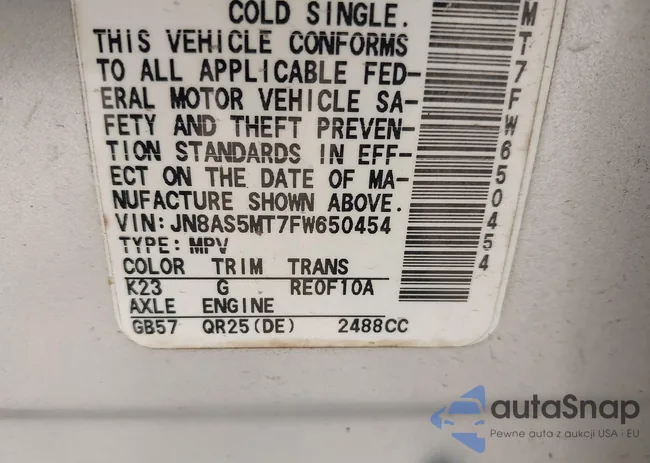 COLD SINGLE.
THIS VEHICLE CONFORMS
TO ALL APPLICABLE FED-
ERAL MOTOR VEHICLE SA-
FETY AND THEFT PREVEN-
TION STANDARDS IN EFF-
ECT ON THE DATE OF MA-
NUFACTURE SHOWN ABOVE.
VIN: JN8AS5MT7FW650454
TYPE: MPV
COLOR TRIM TRANS
K23 G RE0F10A
AXLE ENGINE
GB57 QR25(DE) 2488CC
MT7FW650454
autaSnap
Pewne auta z aukcji USA i EU